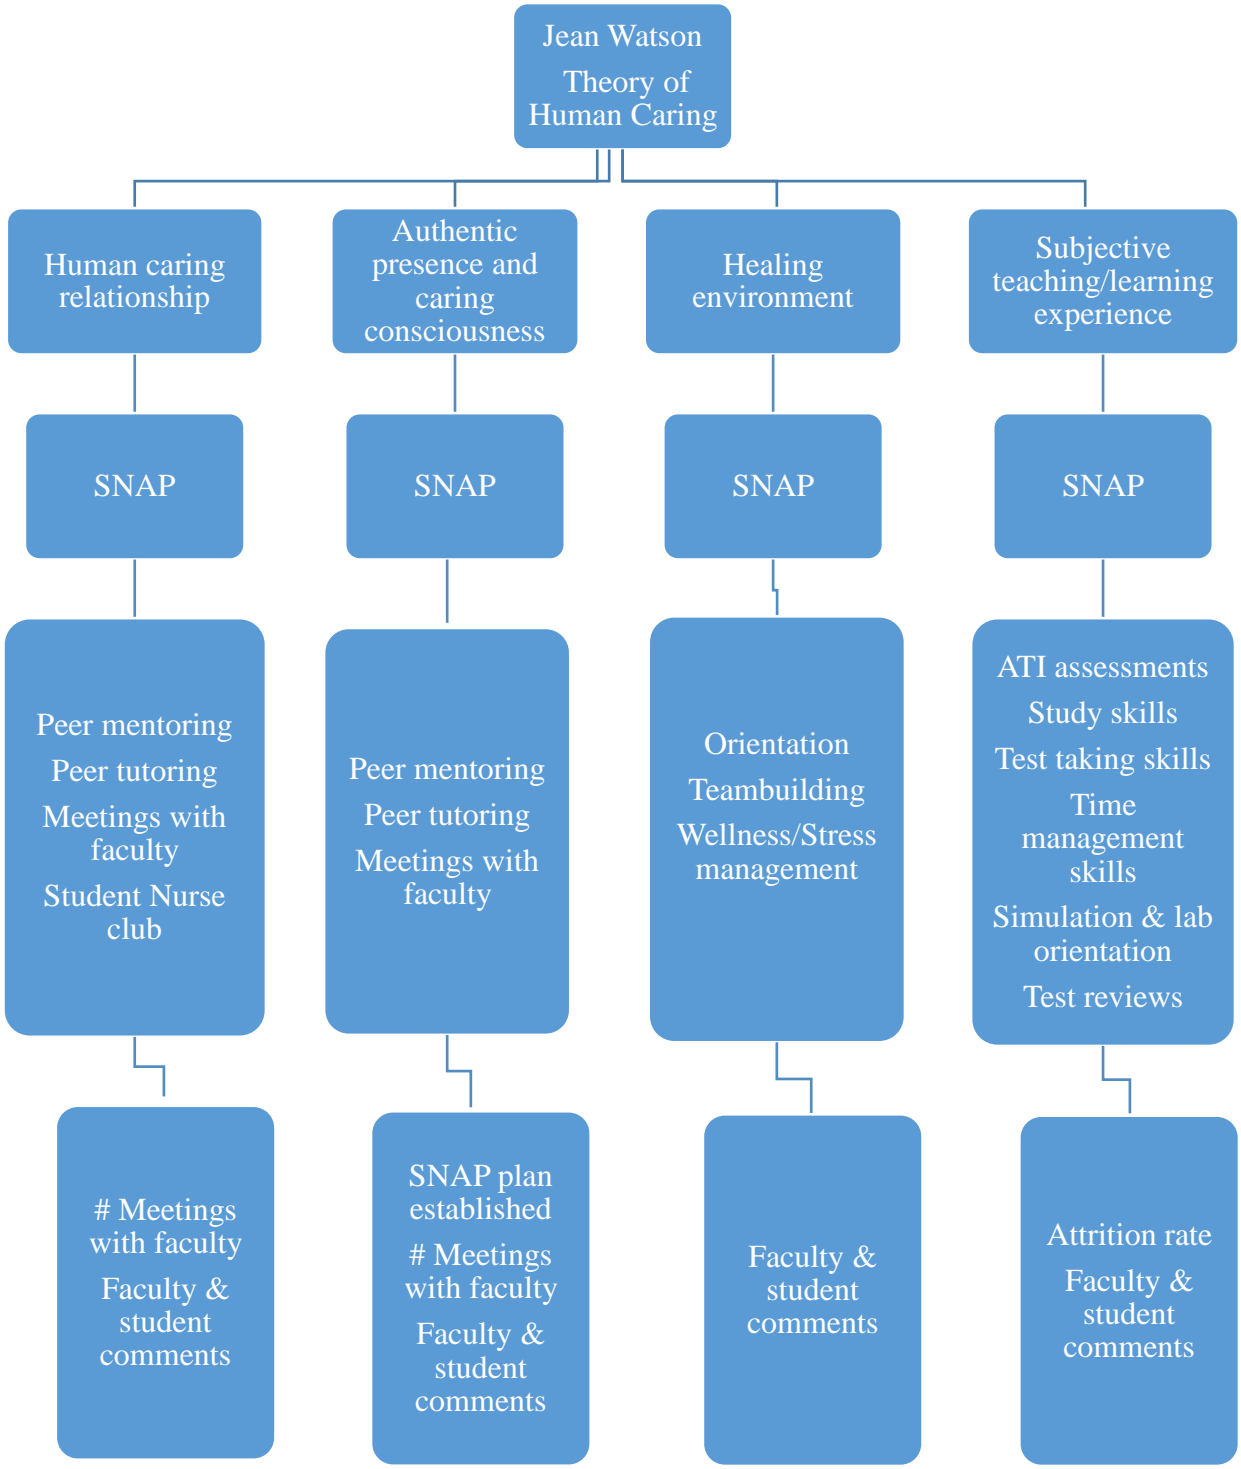 Jean Watson
Theory of
Human Caring
Human caring
relationship
Authentic
presence and
caring
consciousness
Healing
environment
Subjective
teaching/learning
experience
SNAP
SNAP
SNAP
SNAP
Peer mentoring
Peer tutoring
Meetings with
faculty
Student Nurse
club
Peer mentoring
Peer tutoring
Meetings with
faculty
Orientation
Teambuilding
Wellness/Stress
management
ATI assessments
Study skills
Test taking skills
Time
management
skills
Simulation & lab
orientation
Test reviews
# Meetings
with faculty
Faculty &
student
comments
SNAP plan
established
# Meetings
with faculty
Faculty &
student
comments
Faculty &
student
comments
Attrition rate
Faculty &
student
comments